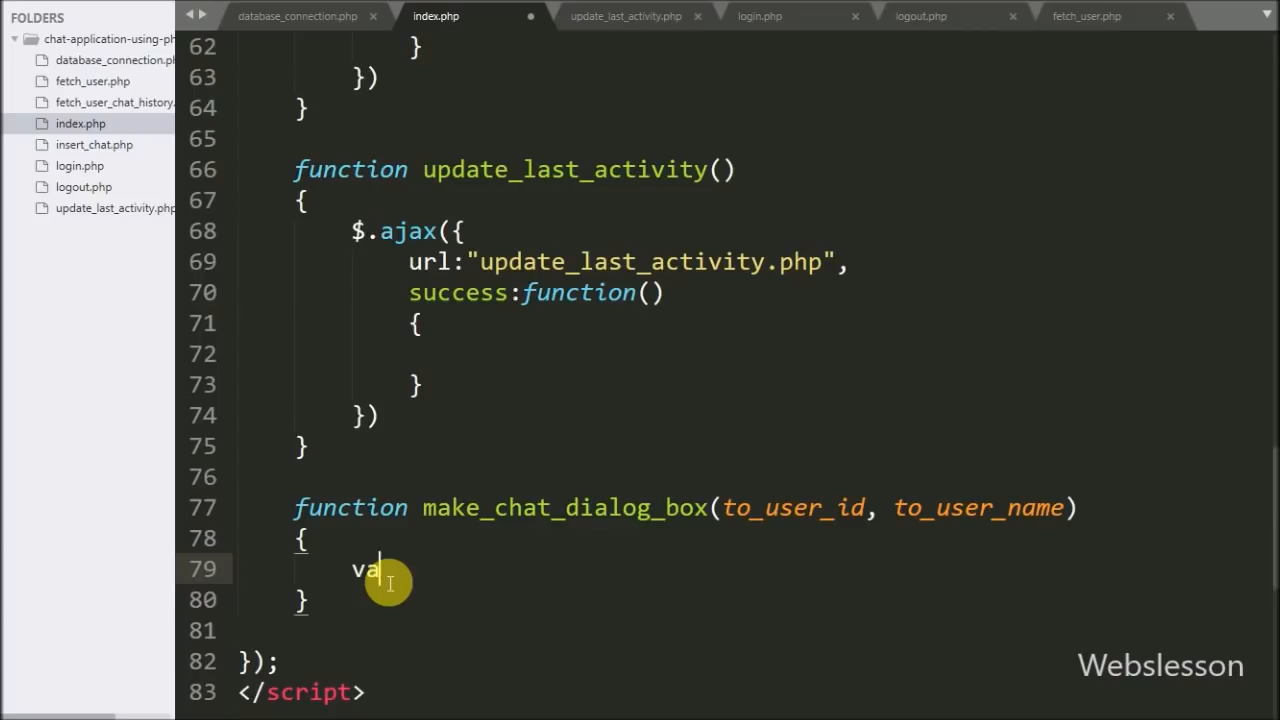 FOLDERS
chat-application-using-ph
database_connection.ph
fetch_user.php
fetch_user_chat_history.
index.php
insert_chat.php
login.php
logout.php
update_last_activity.php
database_connection.php
index.php
update_last_activity.php
login.php
logout.php
fetch_user.php
62 }
63 })
64 }
65
66 function update_last_activity()
67 {
68 $.ajax({
69 url:"update_last_activity.php",
70 success:function()
71 {
72
73 }
74 })
75 }
76
77 function make_chat_dialog_box(to_user_id, to_user_name)
78 {
79 va
80 }
81
82 });
83 </script>
Webslesson